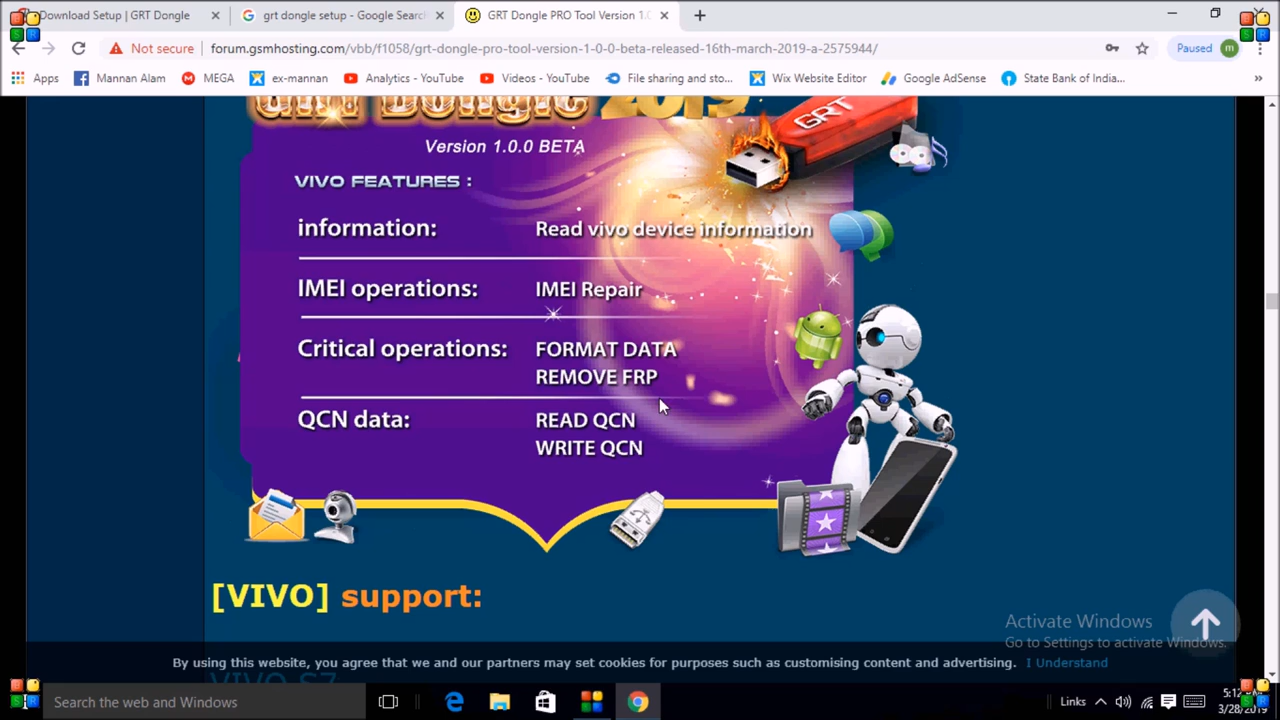 Download Setup | GRT Dongle
grt dongle setup - Google Search
GRT Dongle PRO Tool Version 1.0
Not secure
forum.gsmhosting.com/vbb/f1058/grt-dongle-pro-tool-version-1-0-0-beta-released-16th-march-2019-a-2575944/
Paused
m
Apps
Mannan Alam
MEGA
ex-mannan
Analytics - YouTube
Videos - YouTube
File sharing and sto...
Wix Website Editor
Google AdSense
State Bank of India...
GRT Dongle 2019
GRT
Version 1.0.0 BETA
VIVO FEATURES :
information: Read vivo device information
IMEI operations: IMEI Repair
Critical operations: FORMAT DATA
REMOVE FRP
QCN data: READ QCN
WRITE QCN
[VIVO] support:
Activate Windows
Go to Settings to activate Windows.
By using this website, you agree that we and our partners may set cookies for purposes such as customising content and advertising. I Understand
VIVO S7
Search the web and Windows
Links
3/28/2019